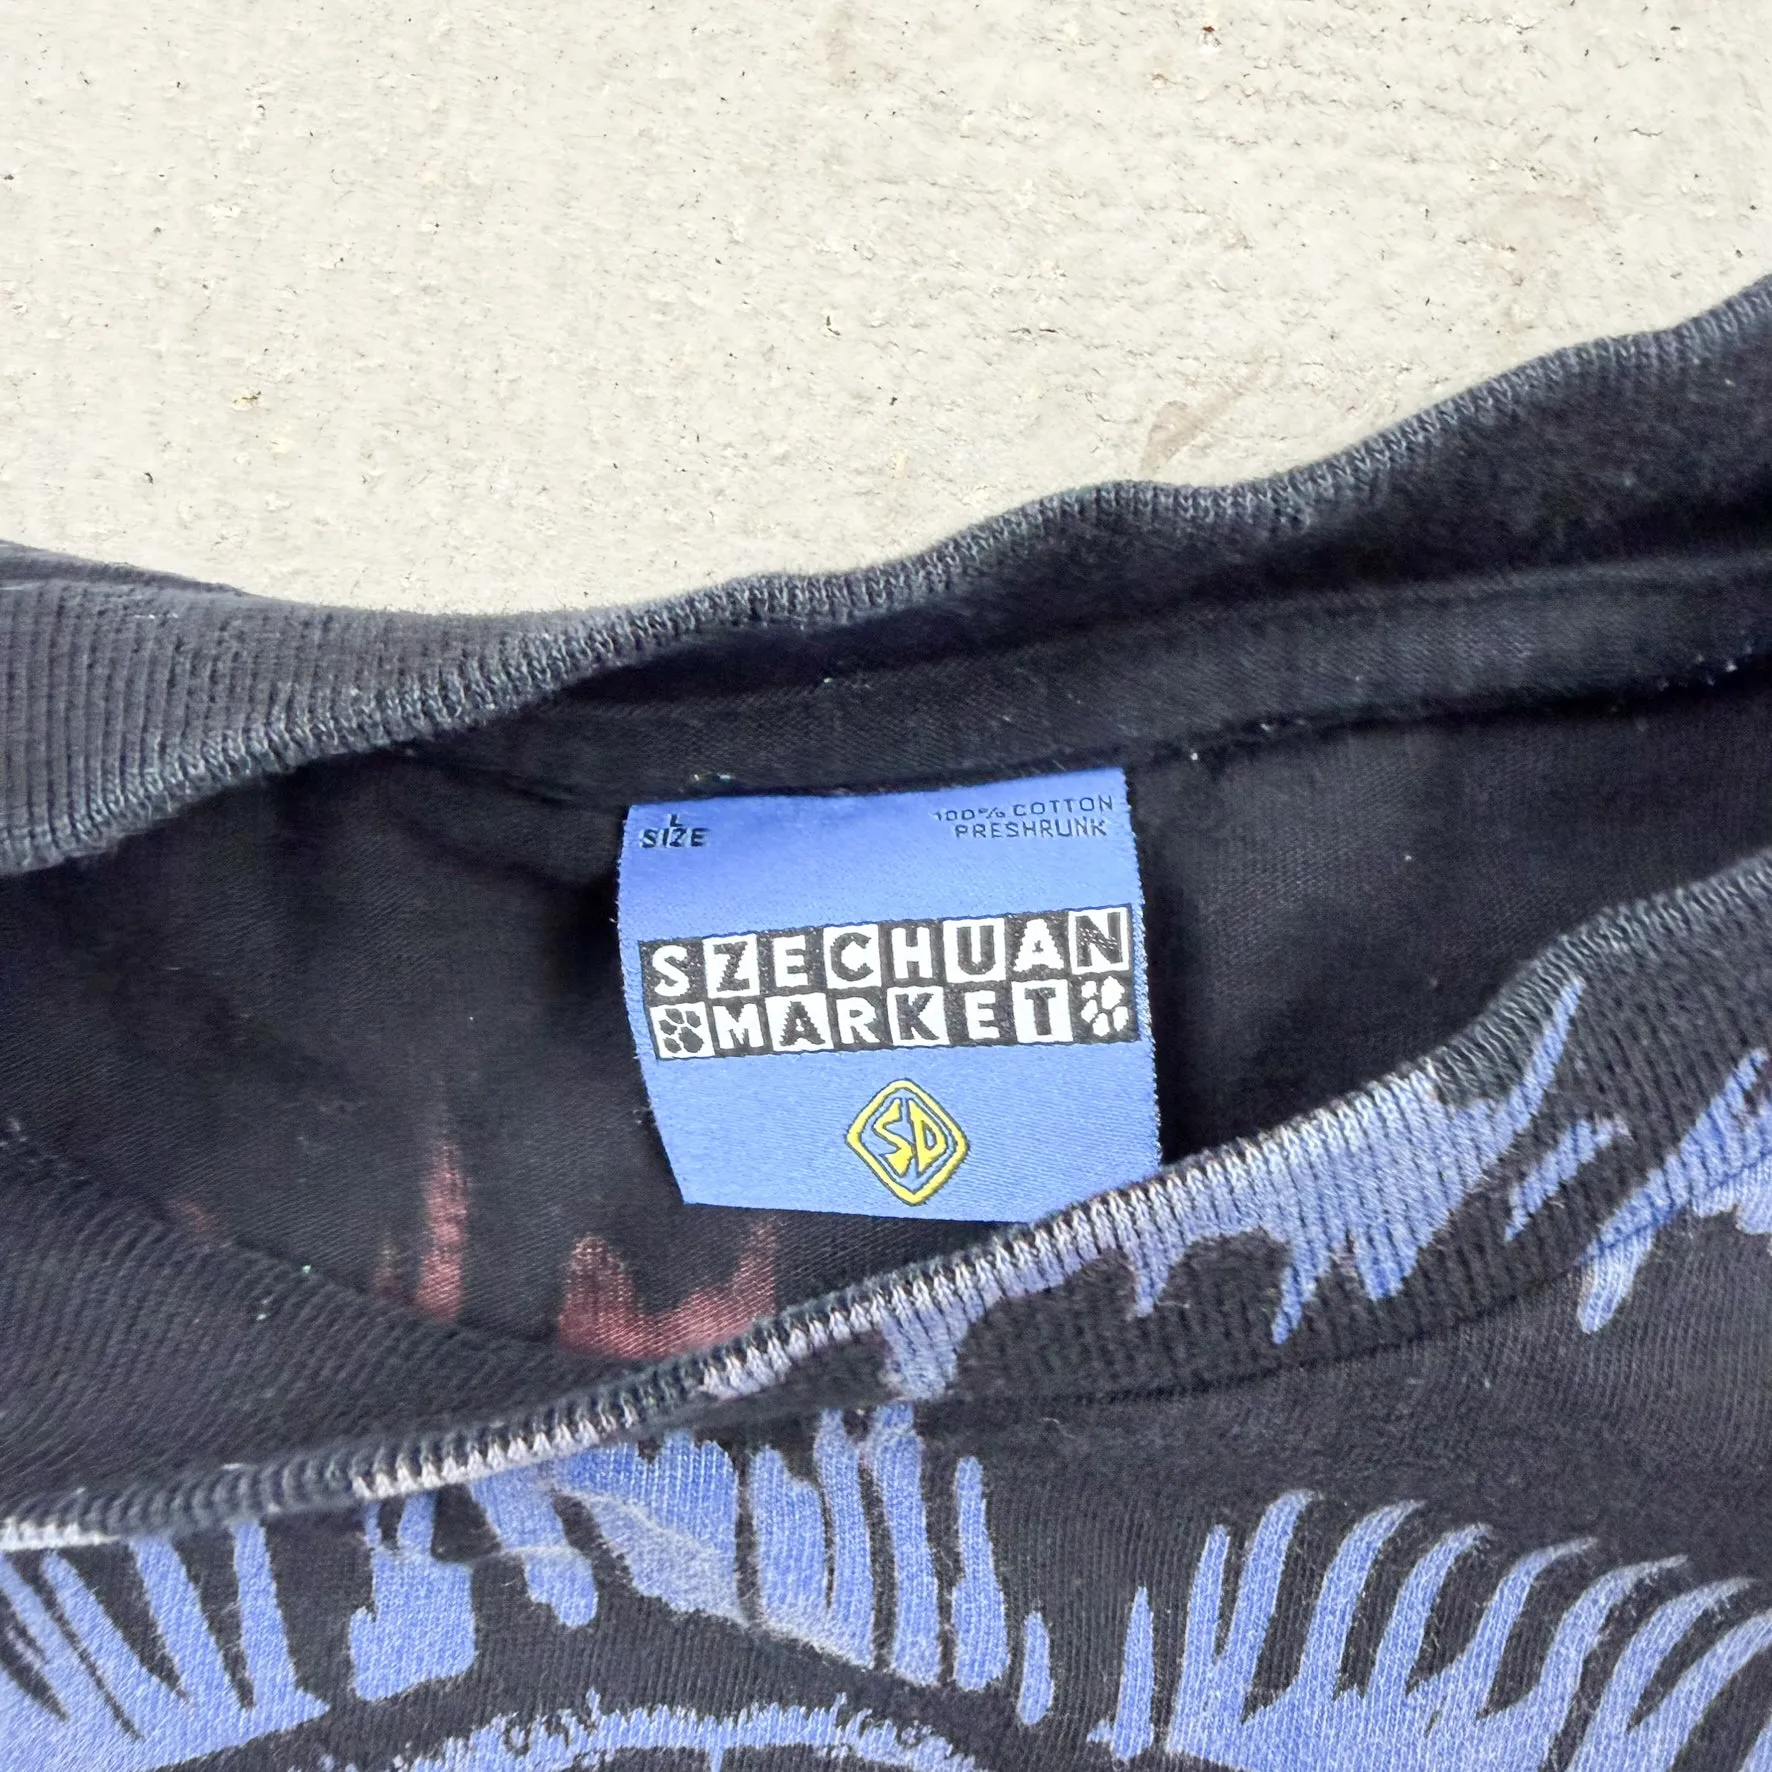 L
SIZE
100% COTTON
PRESHRUNK
SZECHUAN
MARKET
SD